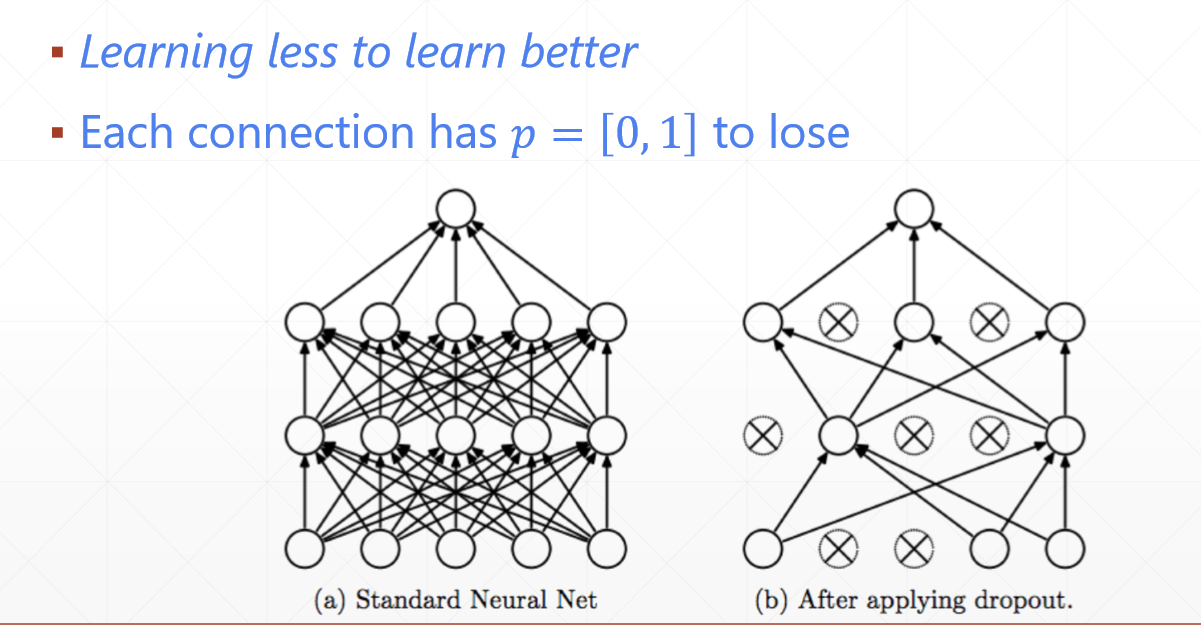 Learning less to learn better
Each connection has p = [0, 1] to lose
(a) Standard Neural Net
(b) After applying dropout.